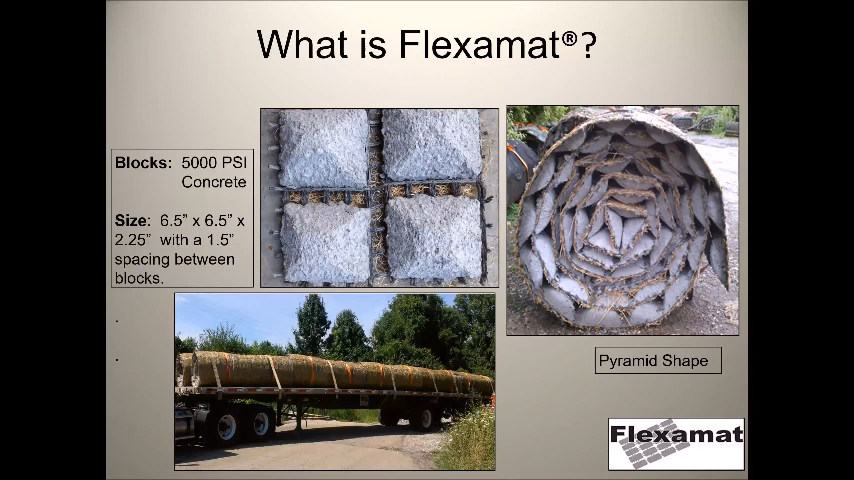 What is Flexamat®?
Blocks: 5000 PSI
Concrete
Size: 6.5” x 6.5” x
2.25” with a 1.5”
spacing between
blocks.
.
.
Pyramid Shape
Flexamat